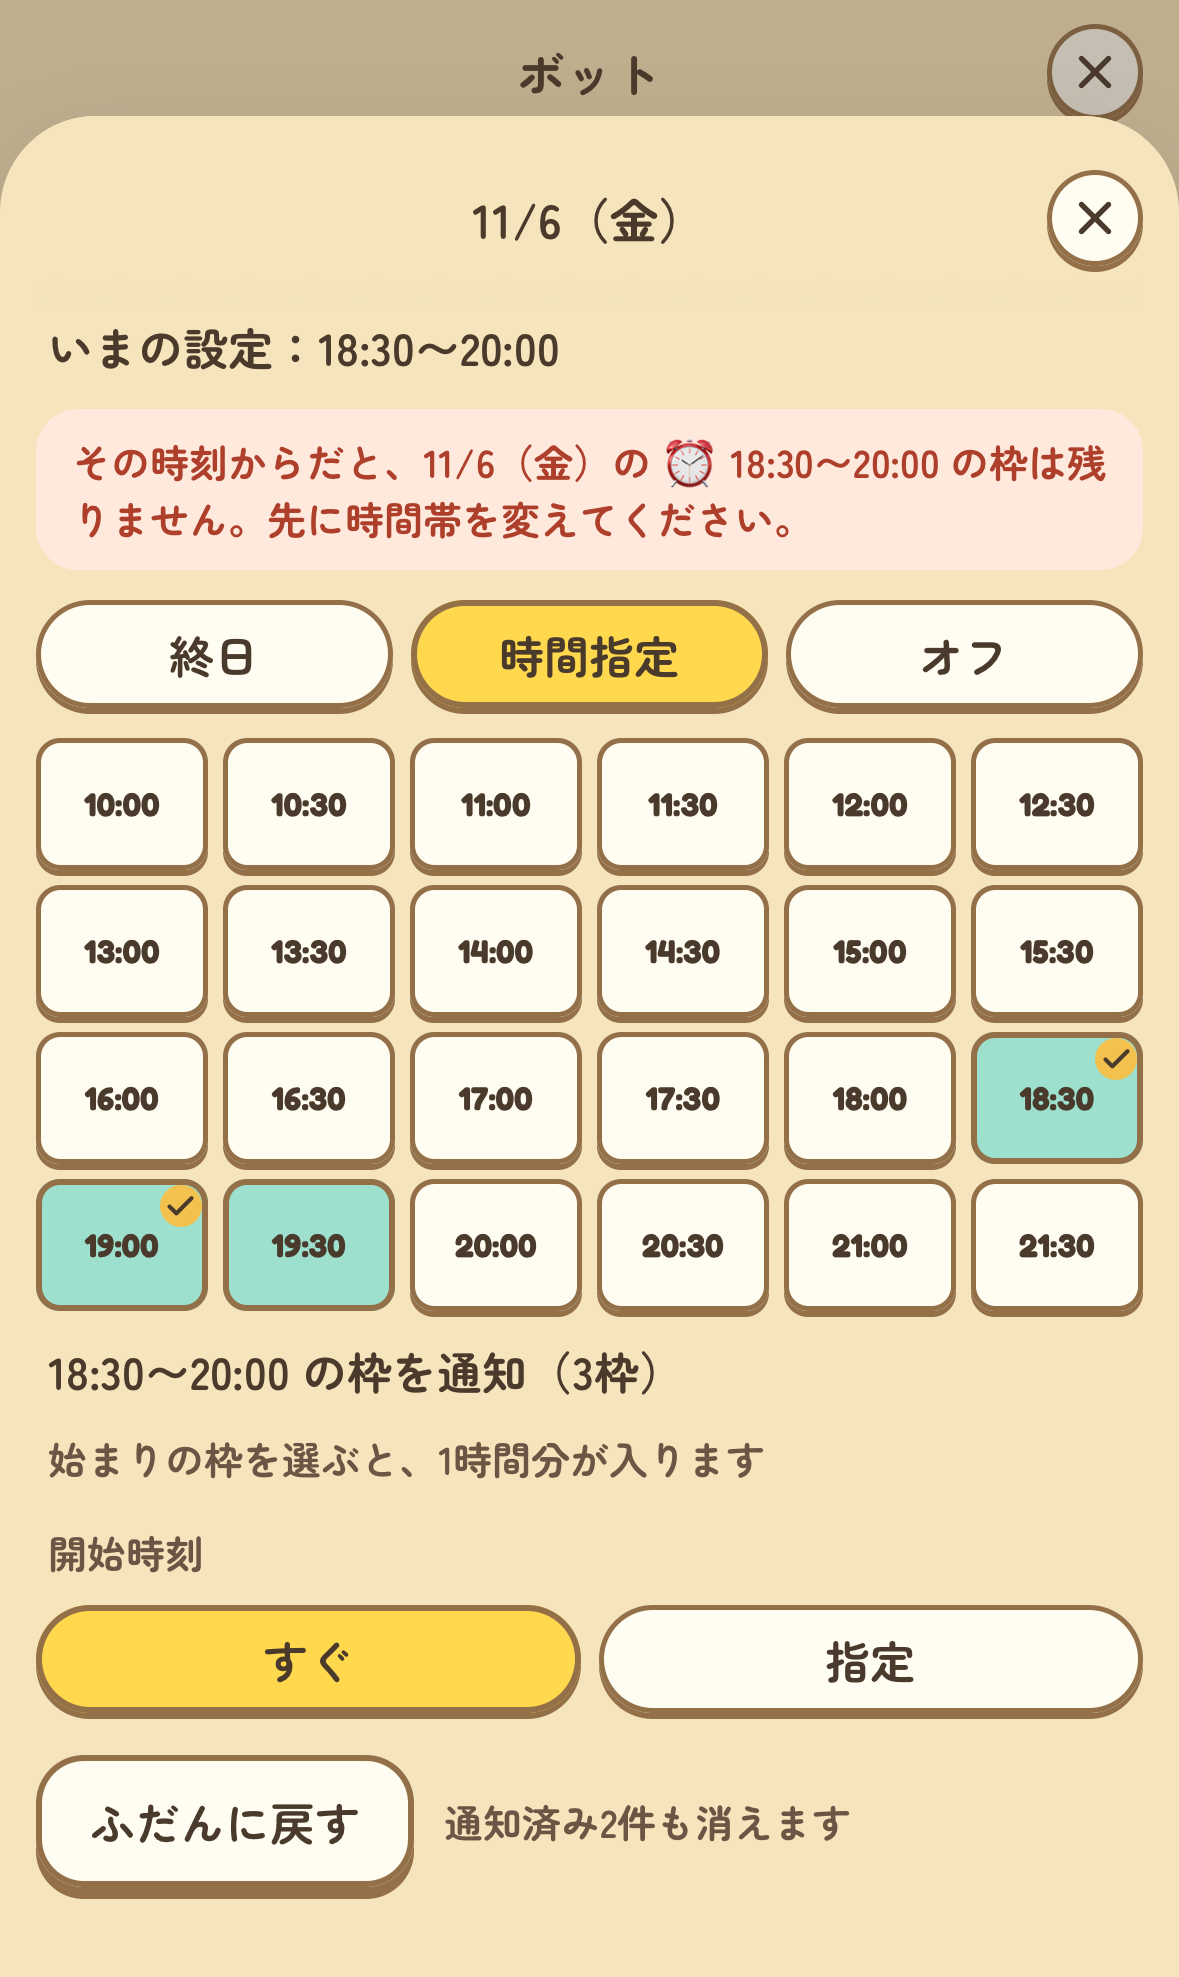 ボット
11/6（金）
いまの設定：18:30〜20:00
その時刻からだと、11/6（金）の ⏰ 18:30〜20:00 の枠は残
りません。先に時間帯を変えてください。
終日 時間指定 オフ
10:00 10:30 11:00 11:30 12:00 12:30
13:00 13:30 14:00 14:30 15:00 15:30
16:00 16:30 17:00 17:30 18:00 18:30
19:00 19:30 20:00 20:30 21:00 21:30
18:30〜20:00 の枠を通知（3枠）
始まりの枠を選ぶと、1時間分が入ります
開始時刻
すぐ 指定
ふだんに戻す 通知済み2件も消えます